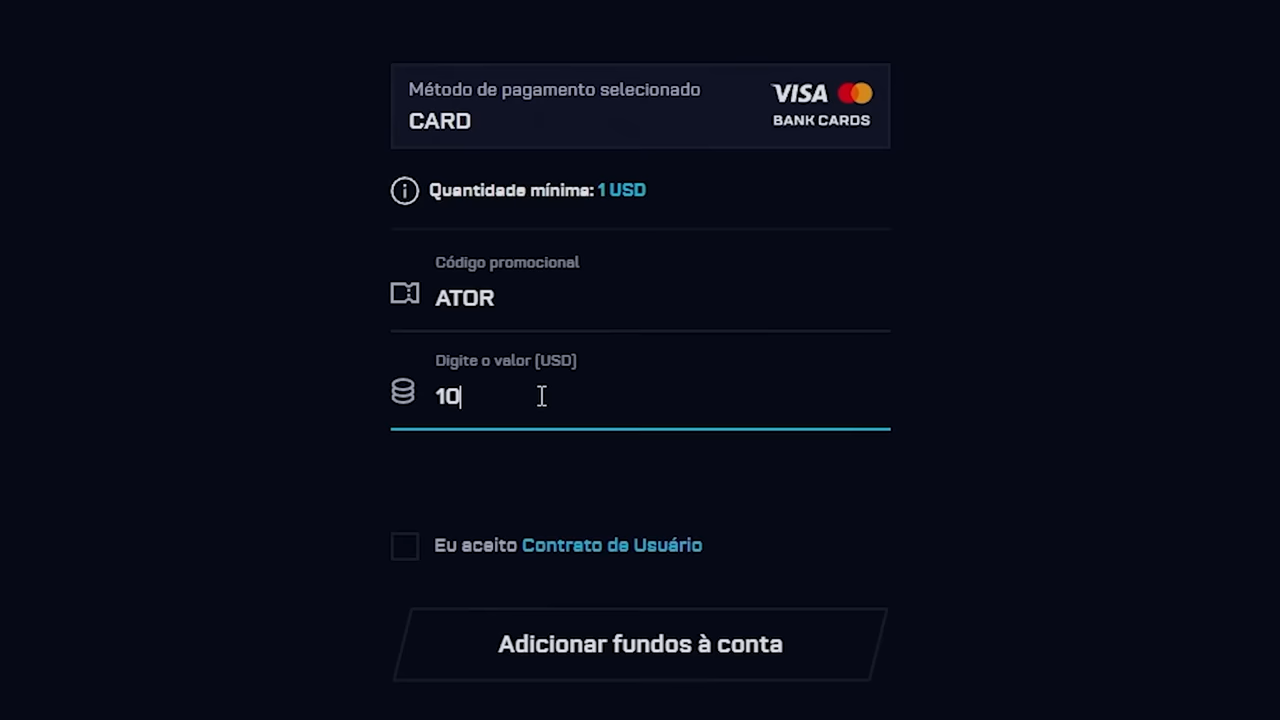 Método de pagamento selecionado
CARD
VISA
BANK CARDS
Quantidade mínima: 1 USD
Código promocional
ATOR
Digite o valor (USD)
10
Eu aceito Contrato de Usuário
Adicionar fundos à conta